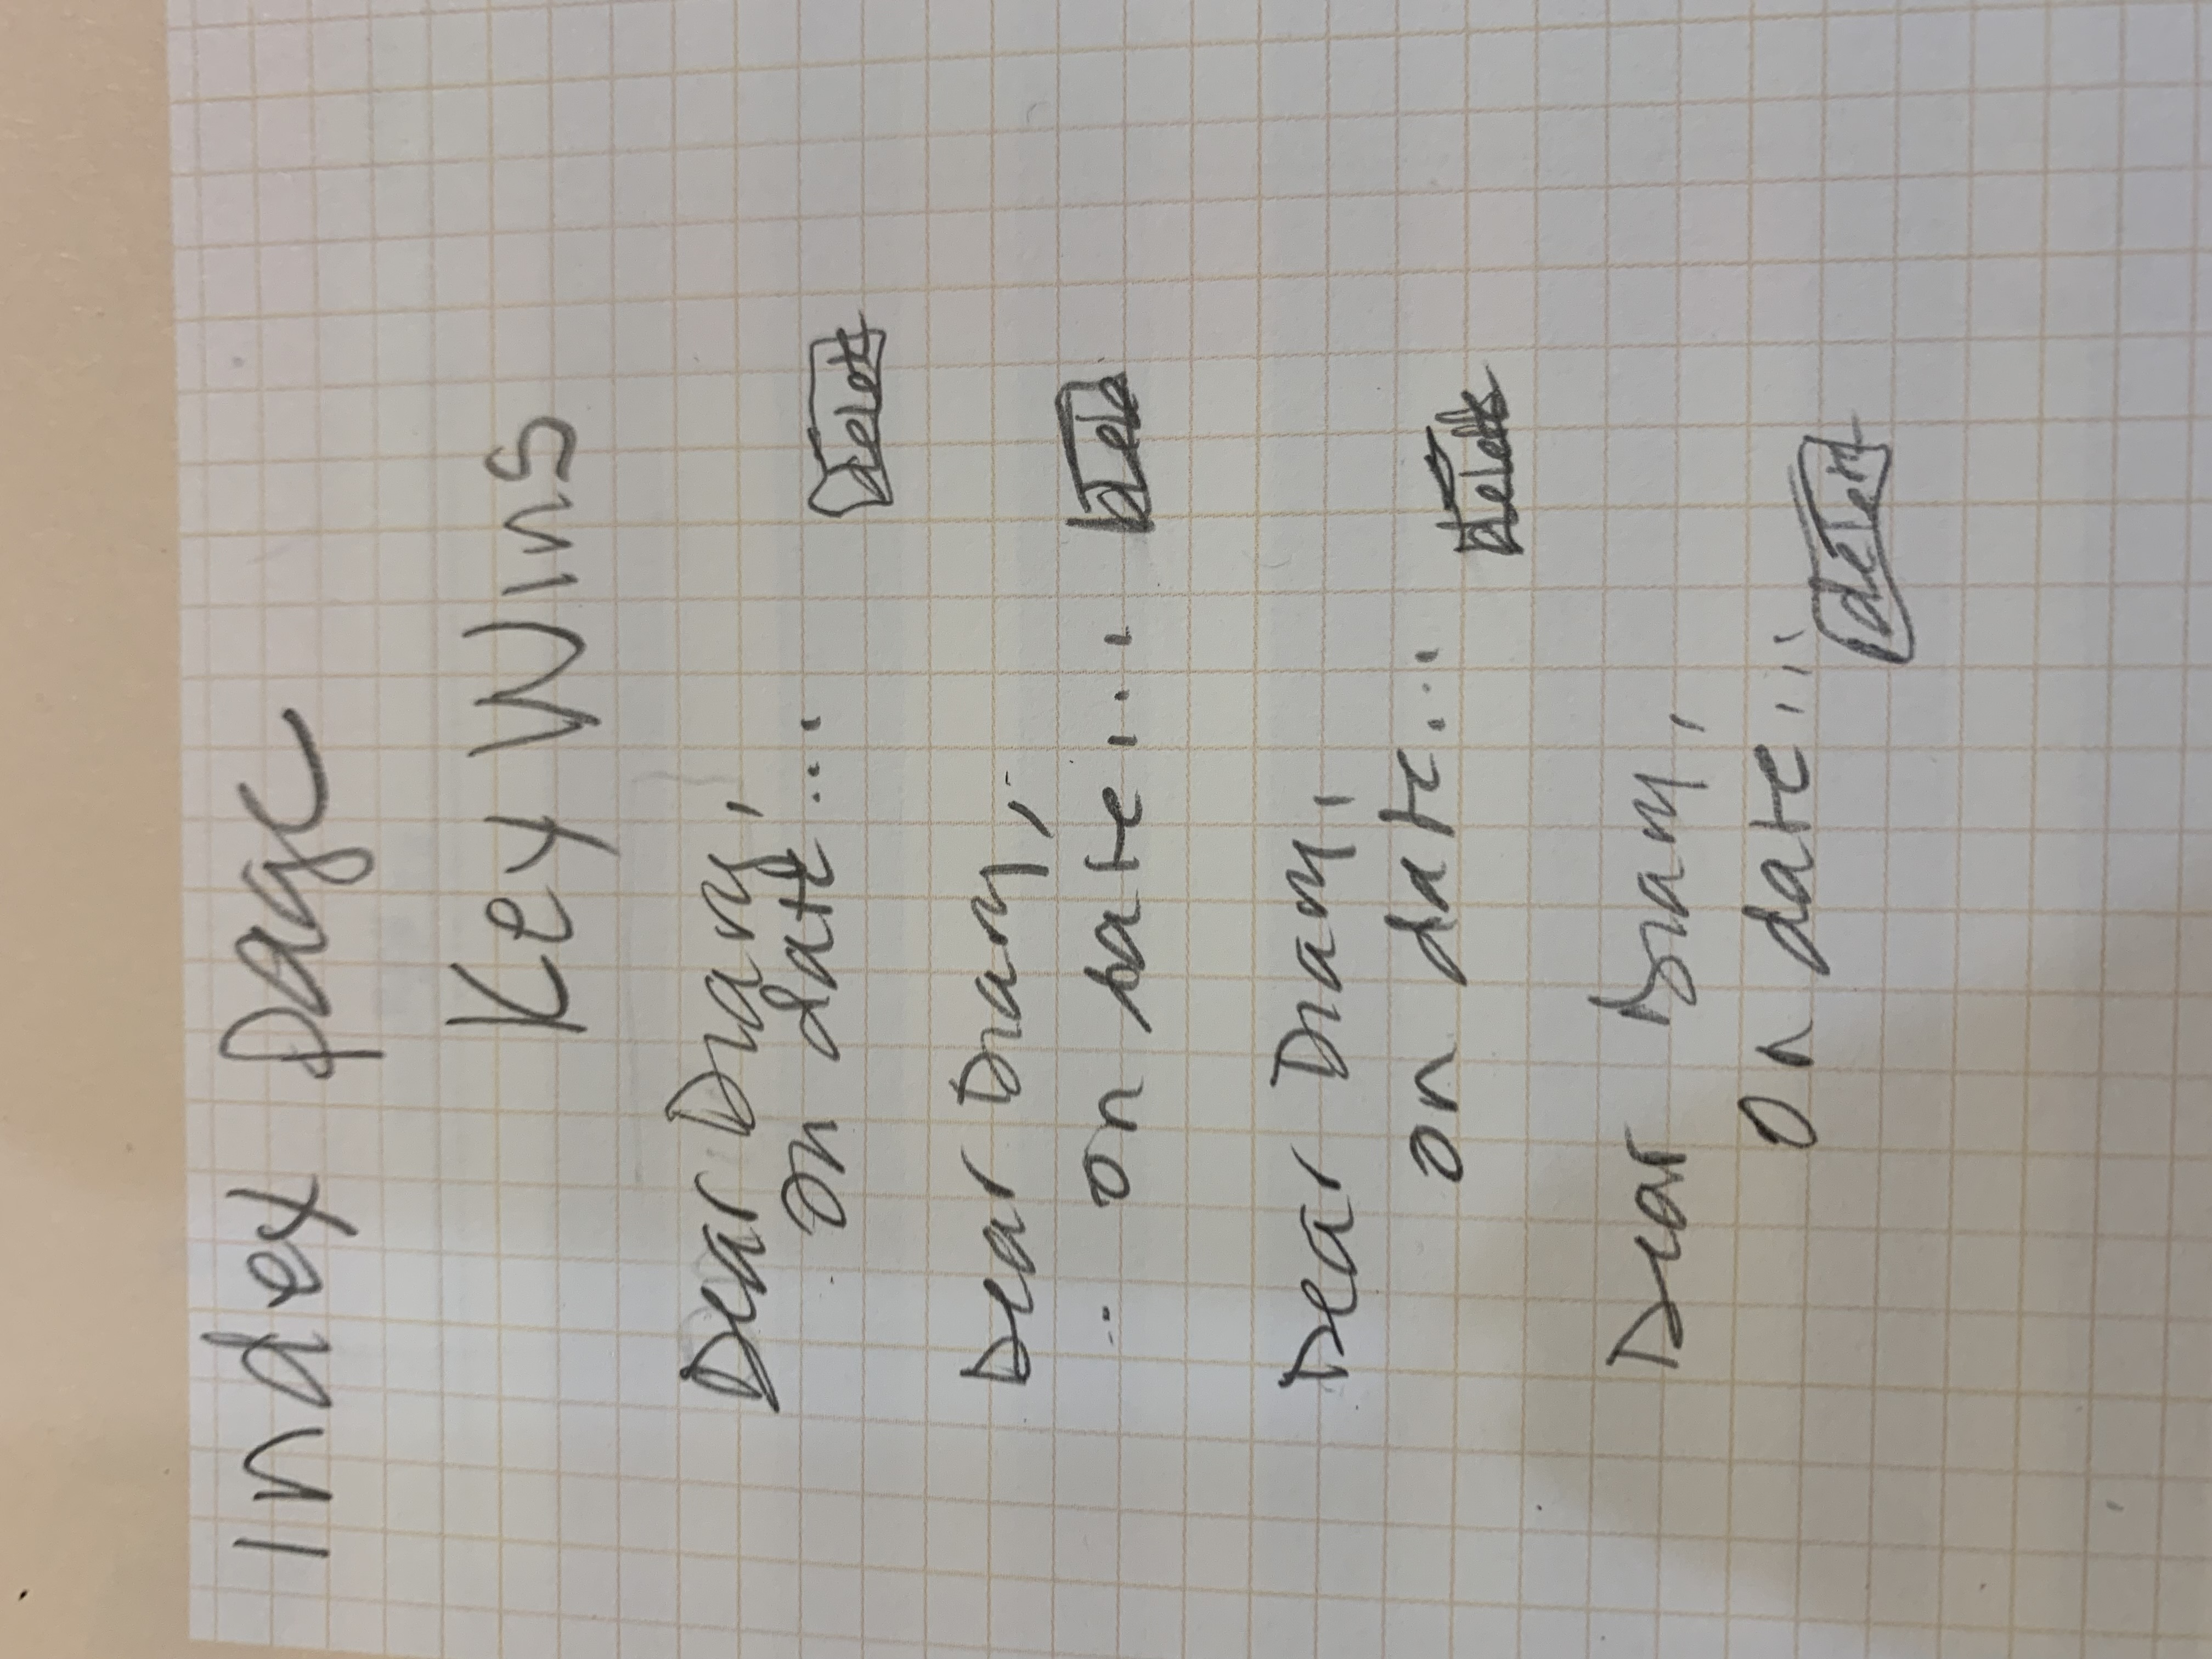 Index page
Key Wins
Dear Diary,
on date...
delete
Dear Diary,
on date...
dele
Dear Diary,
on date...
delete
Dear Diary,
On date...
delete